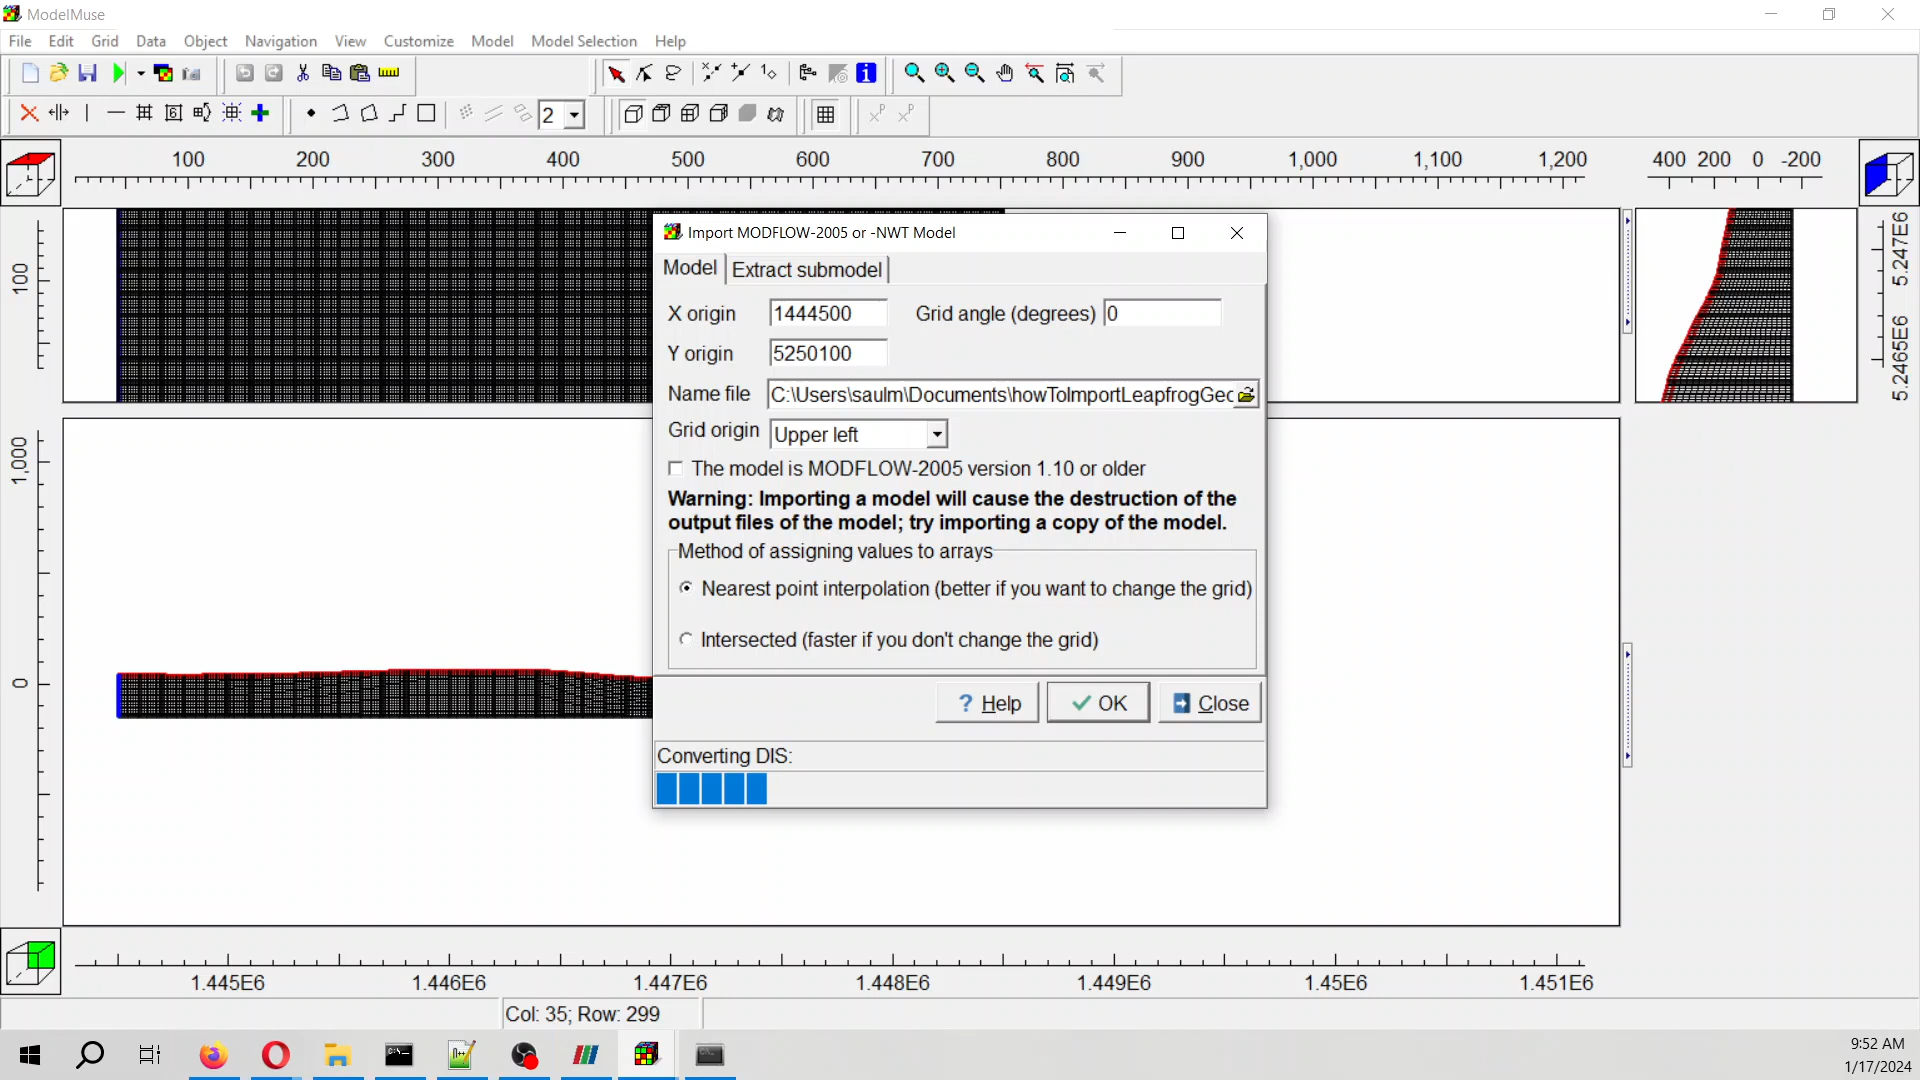 ModelMuse
File Edit Grid Data Object Navigation View Customize Model Model Selection Help
2
100 200 300 400 500 600 700 800 900 1,000 1,100 1,200
400 200 0 -200
100
5.247E6
5.2465E6
Import MODFLOW-2005 or -NWT Model
Model Extract submodel
X origin 1444500 Grid angle (degrees) 0
Y origin 5250100
Name file C:\Users\saulm\Documents\howToImportLeapfrogGeo
Grid origin Upper left
The model is MODFLOW-2005 version 1.10 or older
Warning: Importing a model will cause the destruction of the
output files of the model; try importing a copy of the model.
Method of assigning values to arrays
Nearest point interpolation (better if you want to change the grid)
Intersected (faster if you don't change the grid)
? Help OK Close
Converting DIS:
1,000
0
1.445E6 1.446E6 1.447E6 1.448E6 1.449E6 1.45E6 1.451E6
Col: 35; Row: 299
9:52 AM
1/17/2024